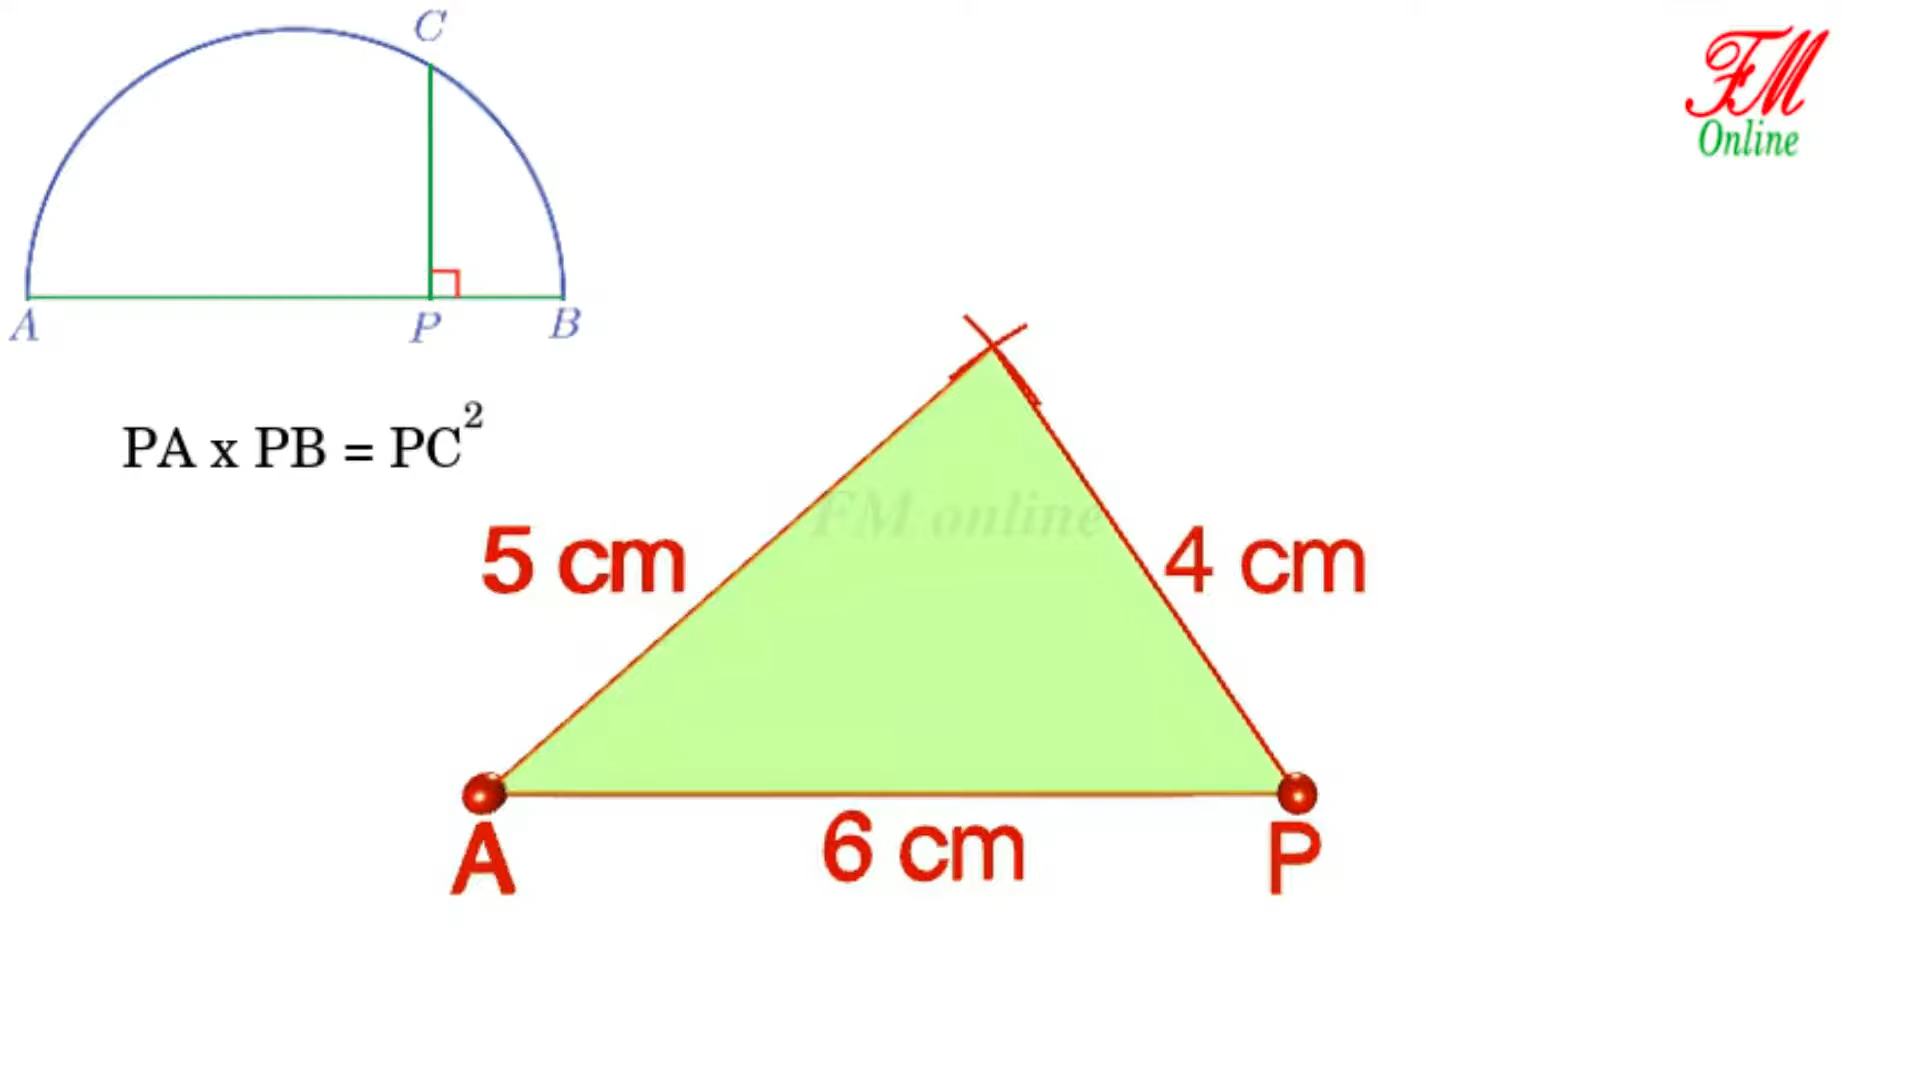 C
FM
Online
A
P
B
PA x PB = PC²
FM online
5 cm
4 cm
6 cm
A
P